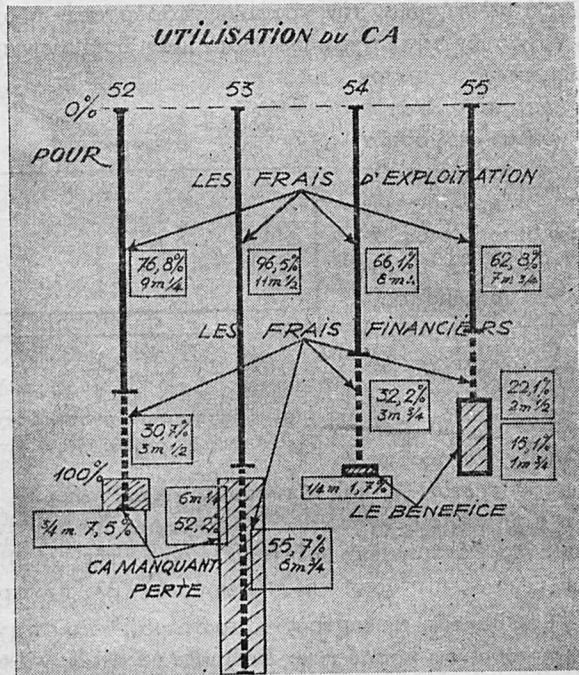 UTILISATION DU CA
52 53 54 55
0%
POUR
LES FRAIS D'EXPLOITATION
76,8%
9m 1/4
96,5%
11m 1/2
66,1%
8m
62,8%
7m 3/4
LES FRAIS FINANCIERS
30,7%
3m 1/2
32,2%
3m 3/4
22,1%
2m 1/2
15,1%
1m 3/4
100%
3/4 m 7,5%
6m 1/4
52,2%
55,7%
6m 3/4
1/4 m 1,7%
LE BÉNÉFICE
CA MANQUANT
PERTE